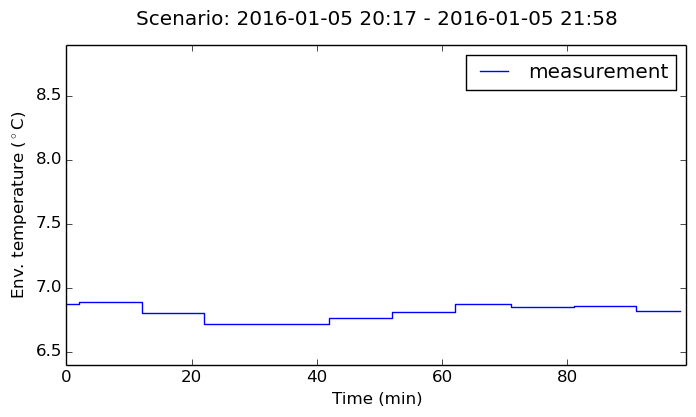 Scenario: 2016-01-05 20:17 - 2016-01-05 21:58
measurement
Env. temperature (°C)
8.5
8.0
7.5
7.0
6.5
0 20 40 60 80
Time (min)